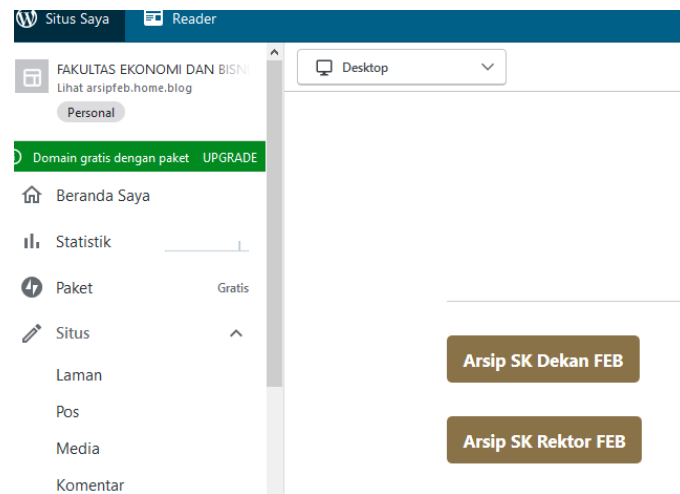 Situs Saya Reader
FAKULTAS EKONOMI DAN BISN
Lihat arsipfeb.home.blog
Personal
Domain gratis dengan paket UPGRADE
Beranda Saya
Statistik
Paket Gratis
Situs
Laman
Pos
Media
Komentar
Desktop
Arsip SK Dekan FEB
Arsip SK Rektor FEB